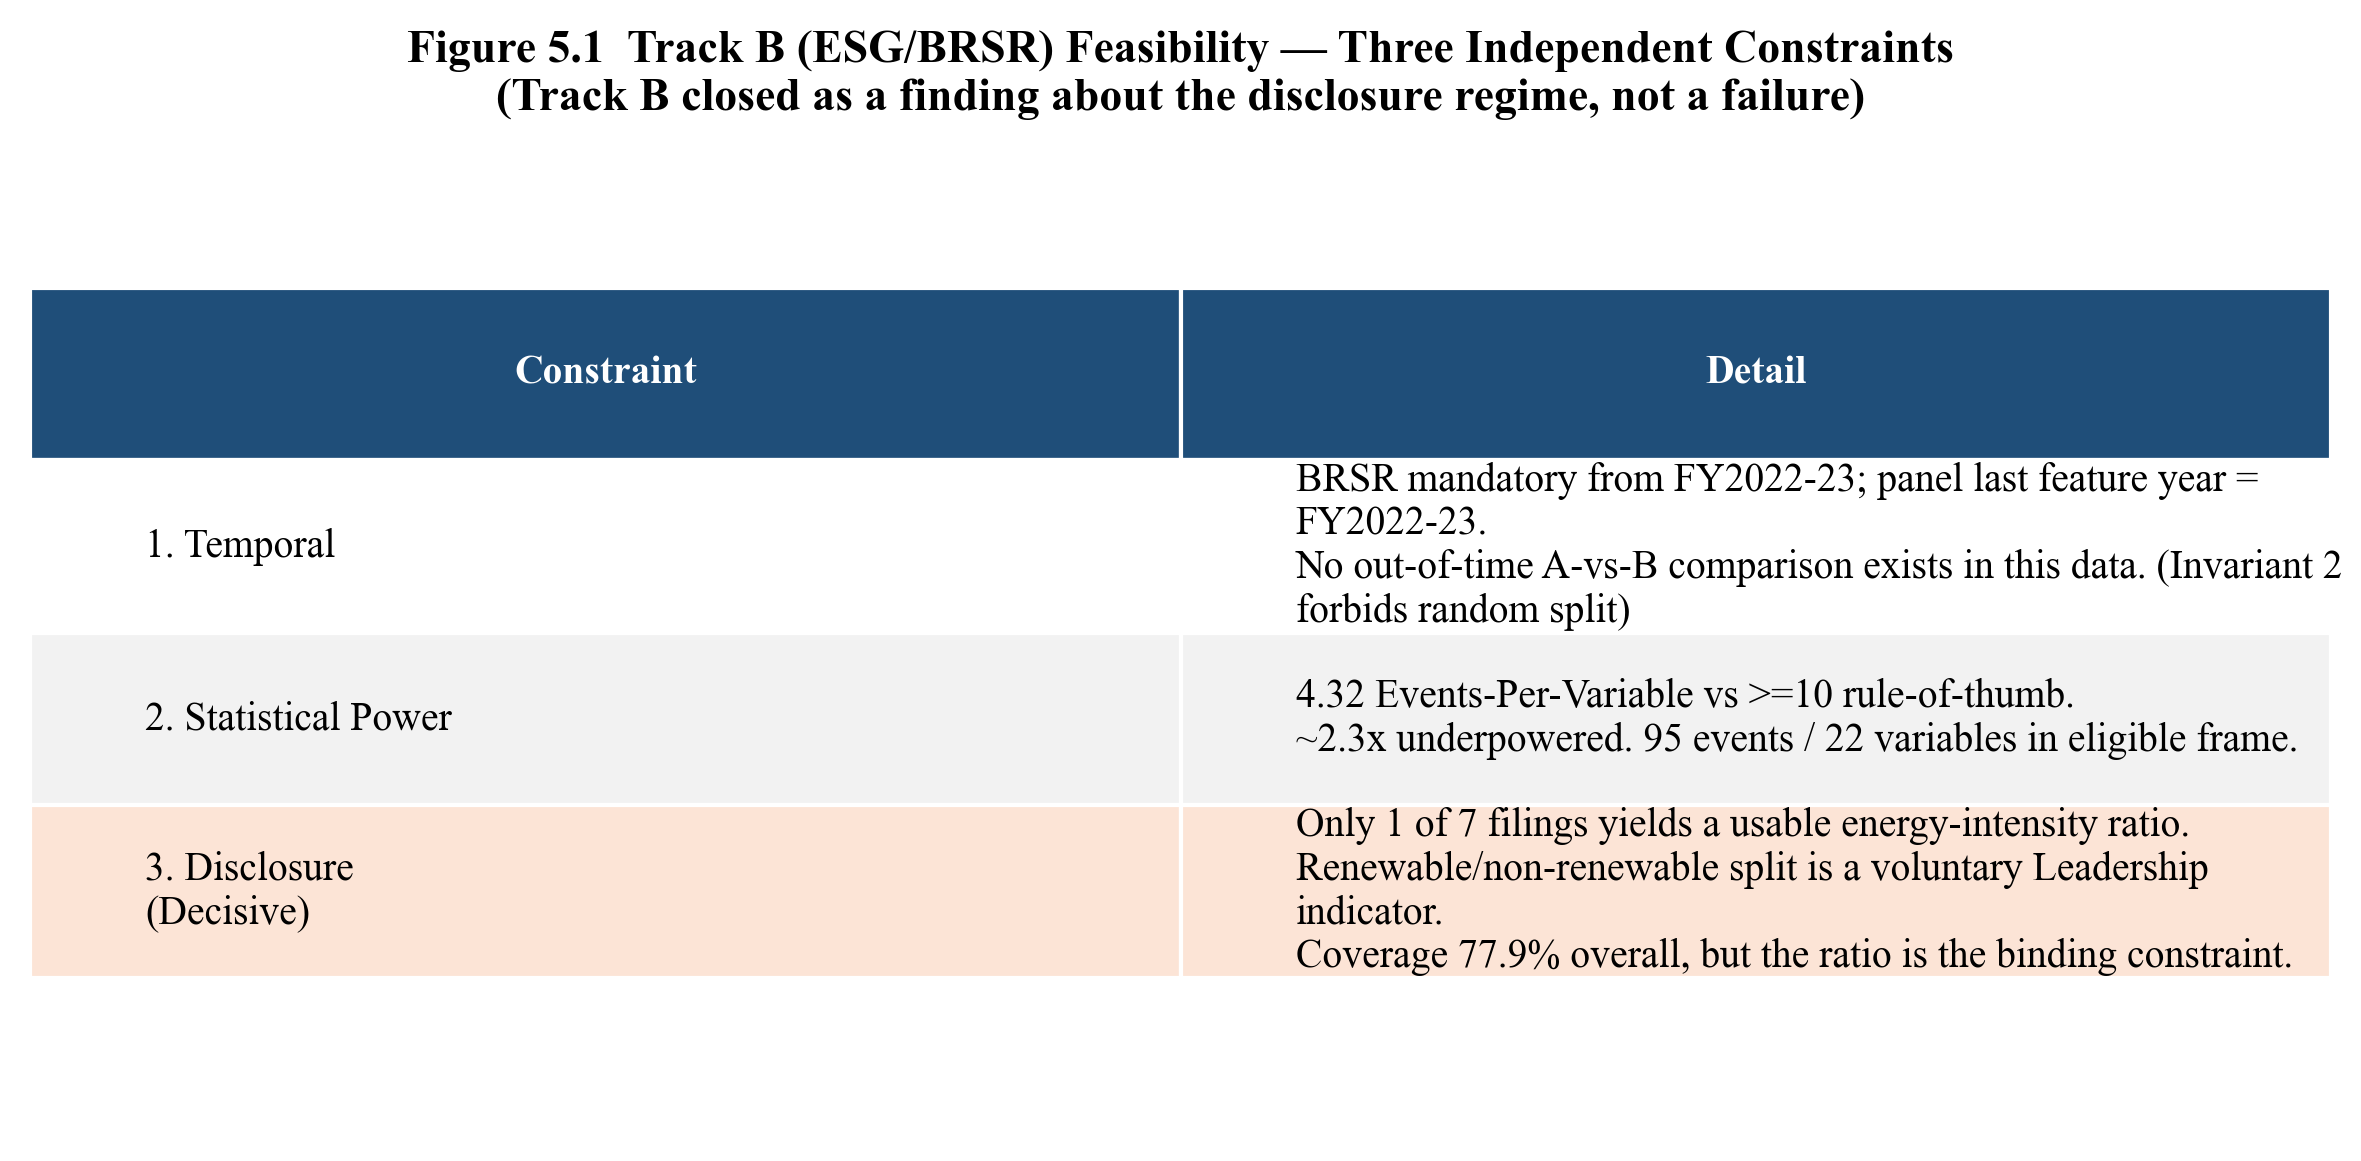 Figure 5.1 Track B (ESG/BRSR) Feasibility — Three Independent Constraints
(Track B closed as a finding about the disclosure regime, not a failure)
Constraint
Detail
1. Temporal
BRSR mandatory from FY2022-23; panel last feature year =
FY2022-23.
No out-of-time A-vs-B comparison exists in this data. (Invariant 2
forbids random split)
2. Statistical Power
4.32 Events-Per-Variable vs >=10 rule-of-thumb.
~2.3x underpowered. 95 events / 22 variables in eligible frame.
3. Disclosure
(Decisive)
Only 1 of 7 filings yields a usable energy-intensity ratio.
Renewable/non-renewable split is a voluntary Leadership
indicator.
Coverage 77.9% overall, but the ratio is the binding constraint.